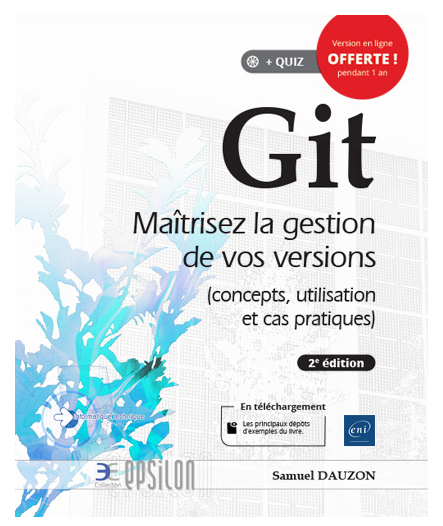 Version en ligne
OFFERTE !
pendant 1 an
+ QUIZ
Git
Maîtrisez la gestion
de vos versions
(concepts, utilisation
et cas pratiques)
2e édition
En téléchargement
Les principaux dépôts
d'exemples du livre.
eni
Informatique technique
Collection
epsilon
Samuel DAUZON